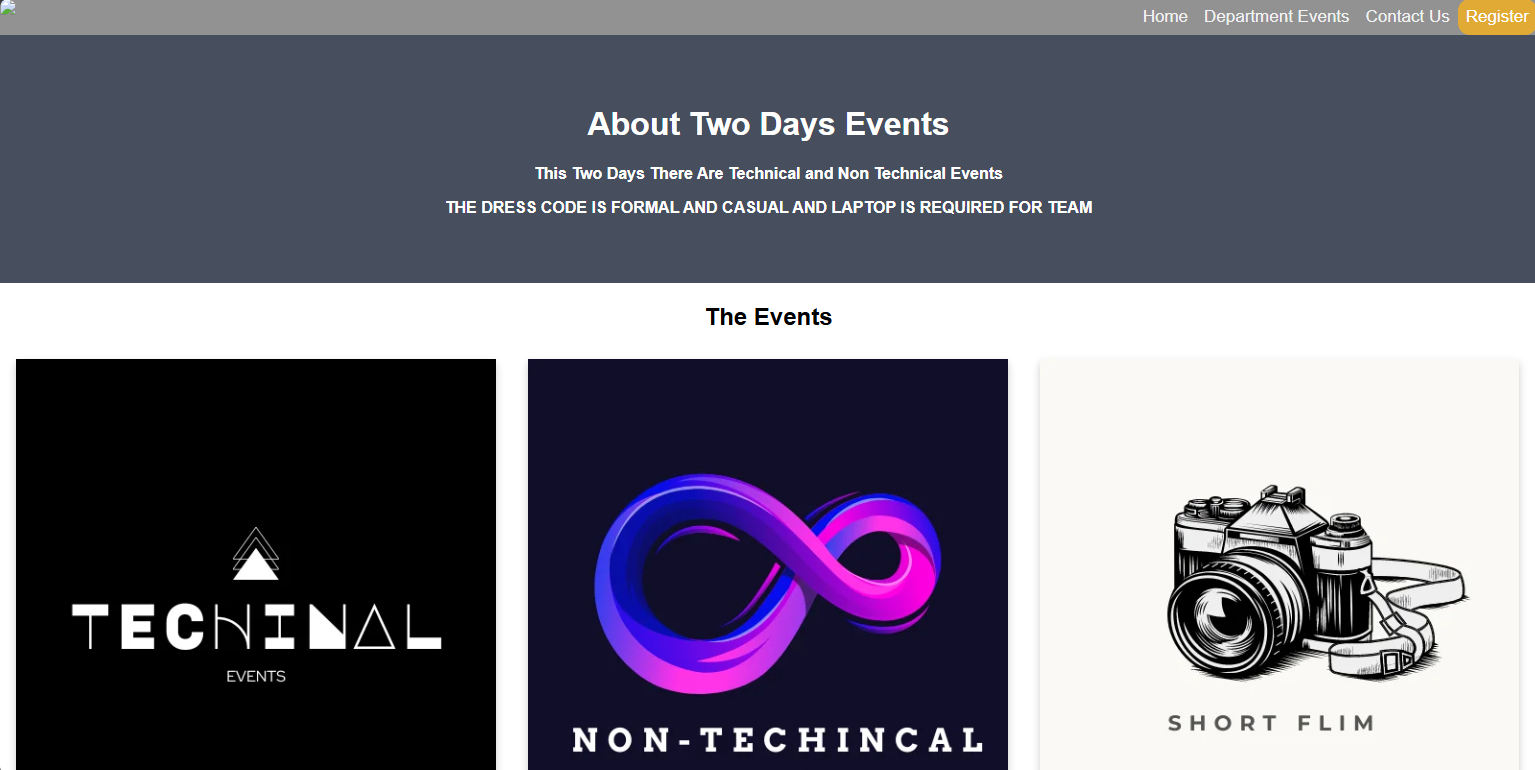 Home Department Events Contact Us Register
About Two Days Events
This Two Days There Are Technical and Non Technical Events
THE DRESS CODE IS FORMAL AND CASUAL AND LAPTOP IS REQUIRED FOR TEAM
The Events
TECHINAL
EVENTS
NON-TECHINCAL
SHORT FLIM